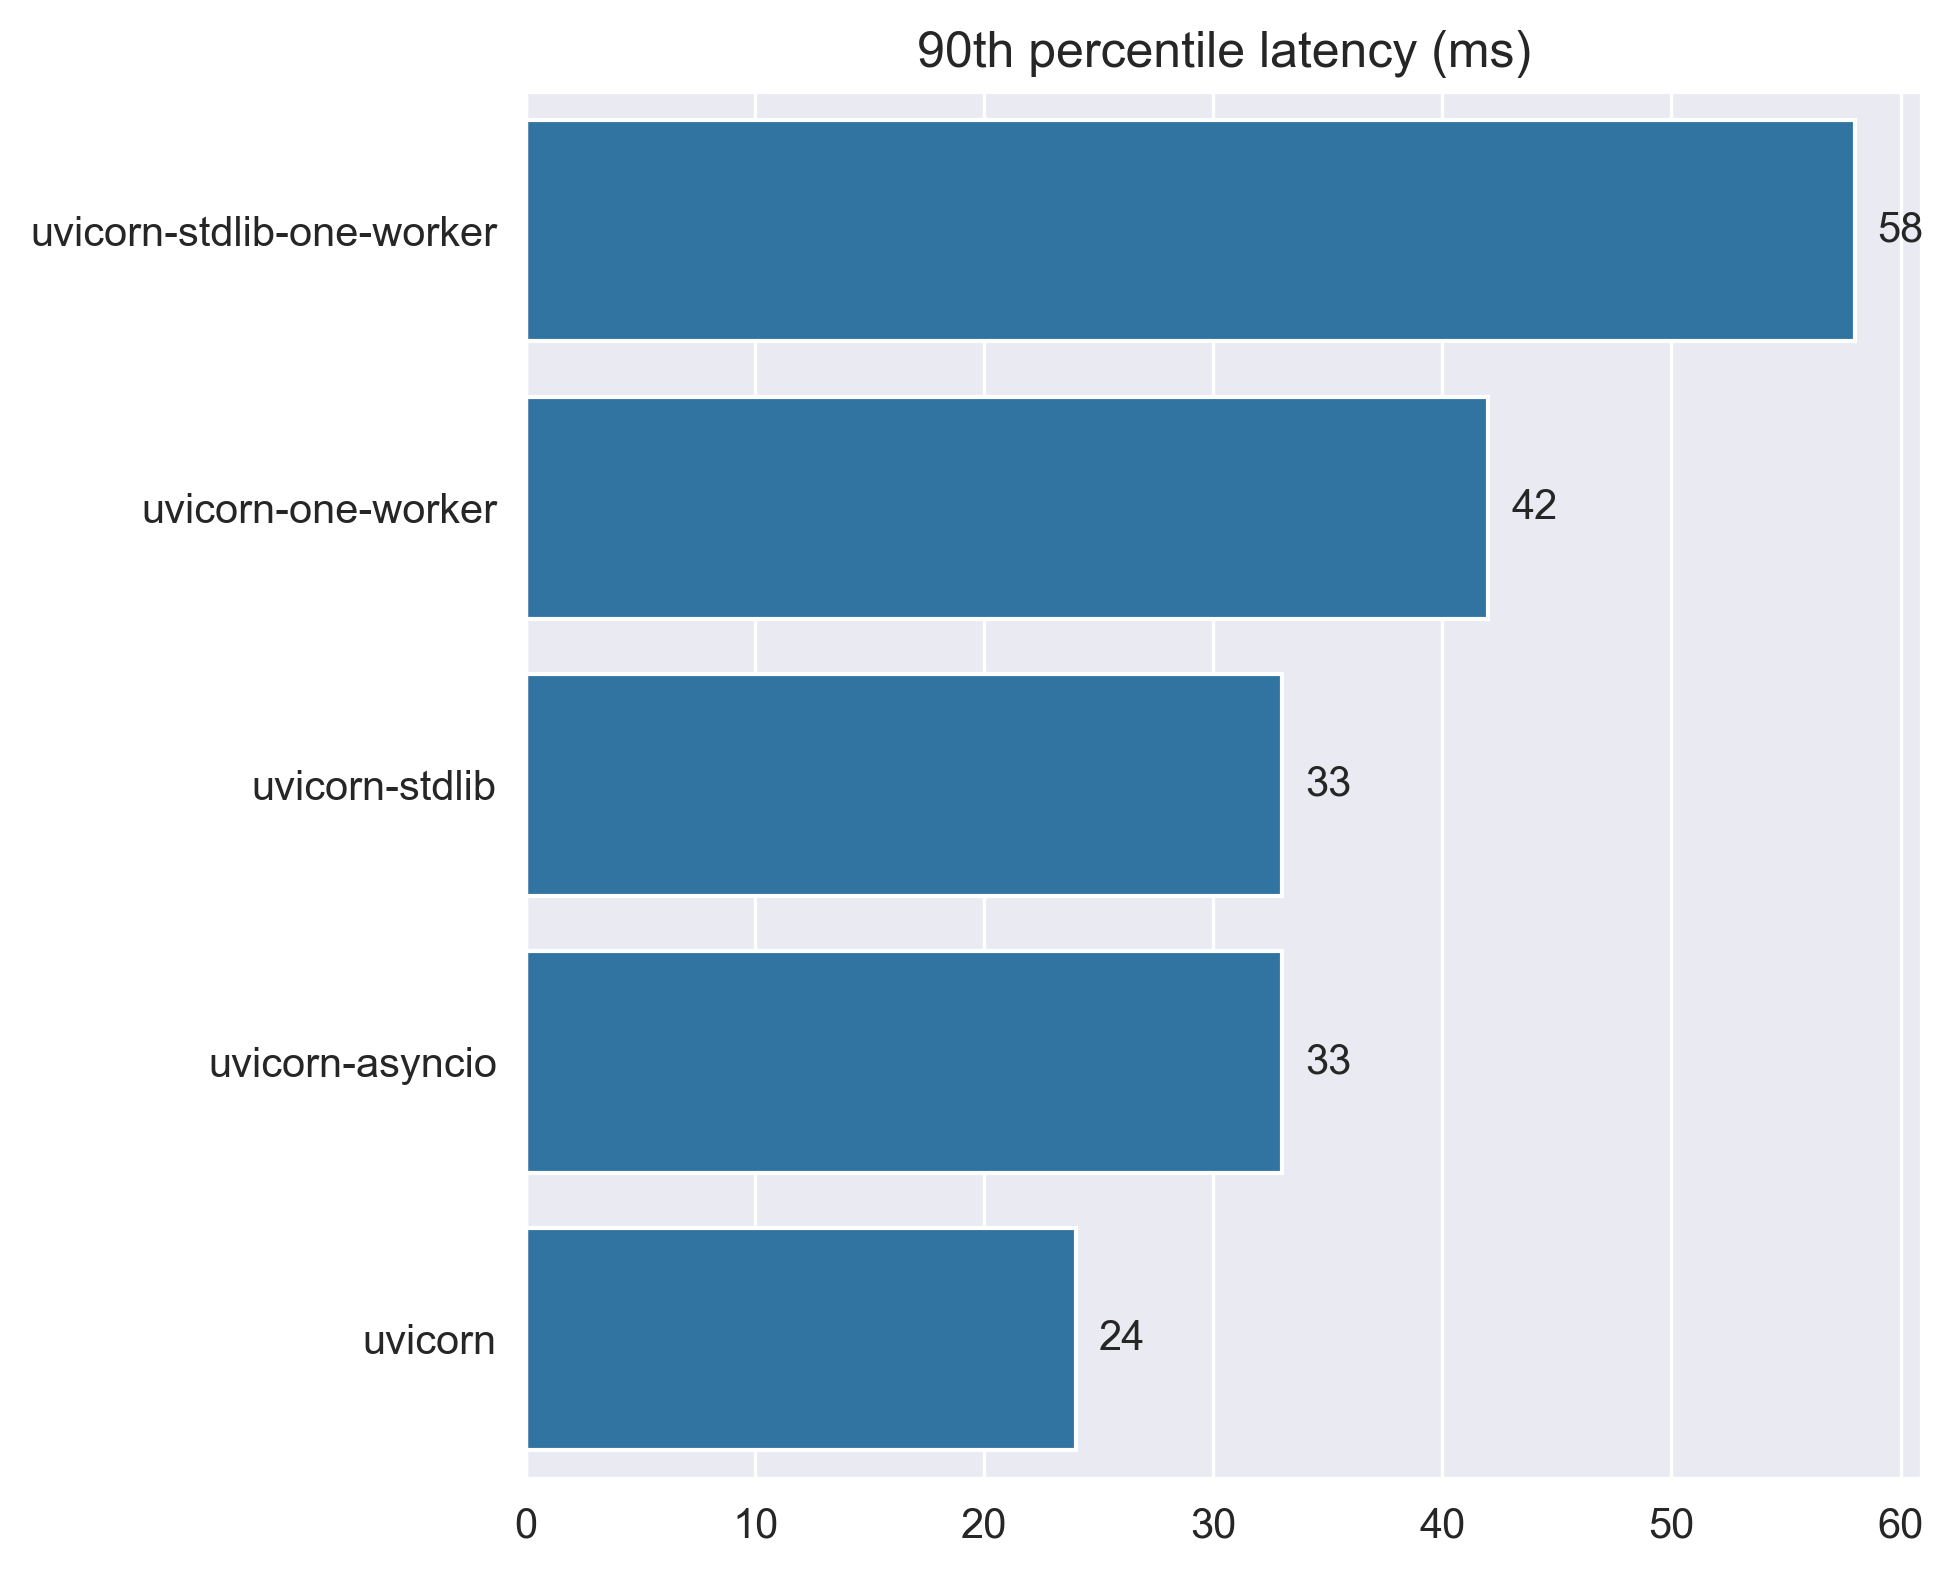 90th percentile latency (ms)
uvicorn-stdlib-one-worker 58
uvicorn-one-worker 42
uvicorn-stdlib 33
uvicorn-asyncio 33
uvicorn 24
0 10 20 30 40 50 60